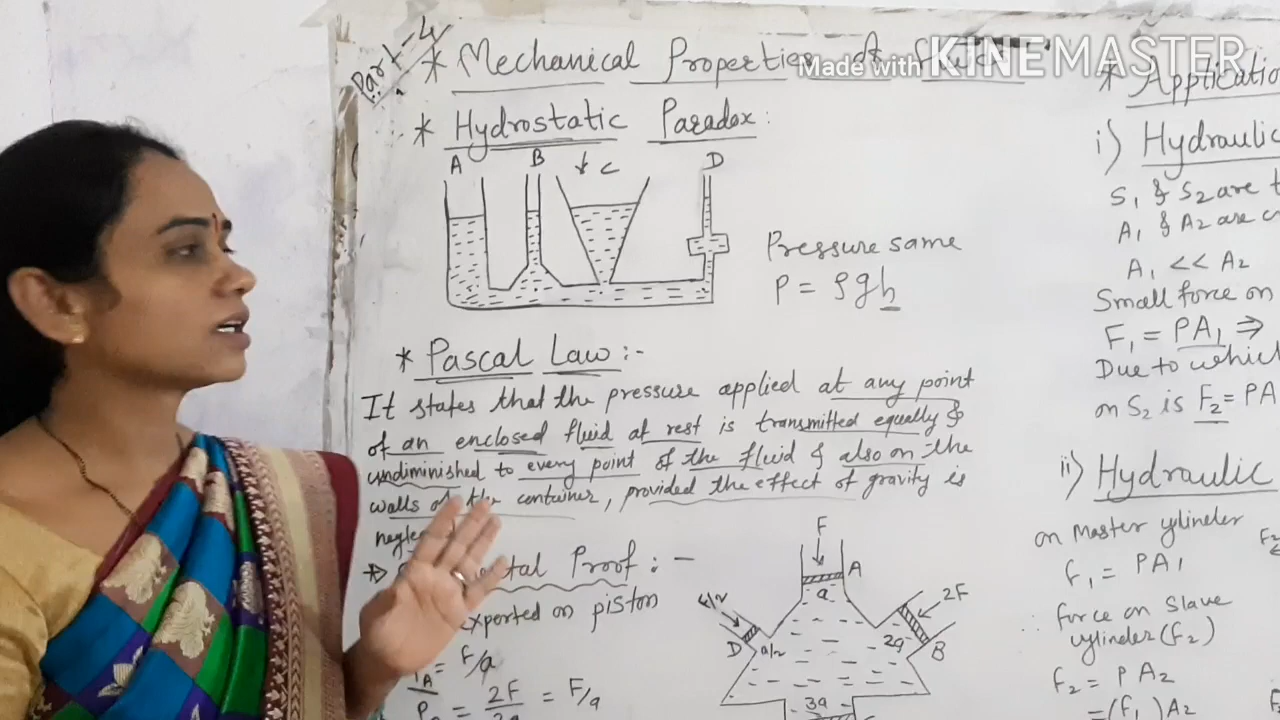 Part-4
* Mechanical Properties of
Made with KINEMASTER
* Hydrostatic Paradox:
A B ↓ C D
Pressure same
P = ρgh
* Pascal Law :-
It states that the pressure applied at any point
of an enclosed fluid at rest is transmitted equally &
undiminished to every point of the fluid & also on the
walls of the container, provided the effect of gravity is
Proof : -
on piston
= F/a
= 2F = F/a
F
A
a
2F
2a
B
D a/2
3a
* Application
i) Hydraulic
S₁ & S₂ are
A₁ & A₂ are
A₁ << A₂
Small force on
F₁ = PA₁ ⇒
Due to which
on S₂ is F₂ = PA
ii) Hydraulic
on Master cylinder
F₁ = PA₁
∴ force on slave
cylinder (F₂)
F₂ = PA₂
= (F₁ ) A₂